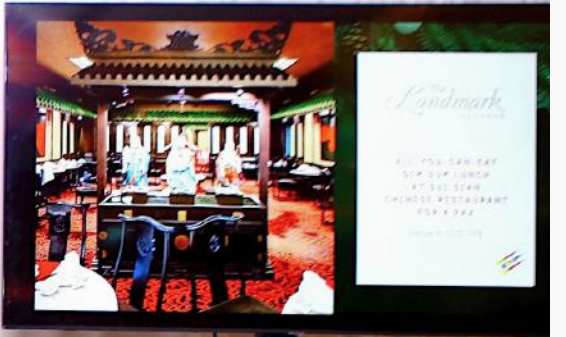 The
Landmark
ALL YOU CAN EAT
DIM SUM LUNCH
AT SUI SIAN
CHINESE RESTAURANT
FOR 4 PAX